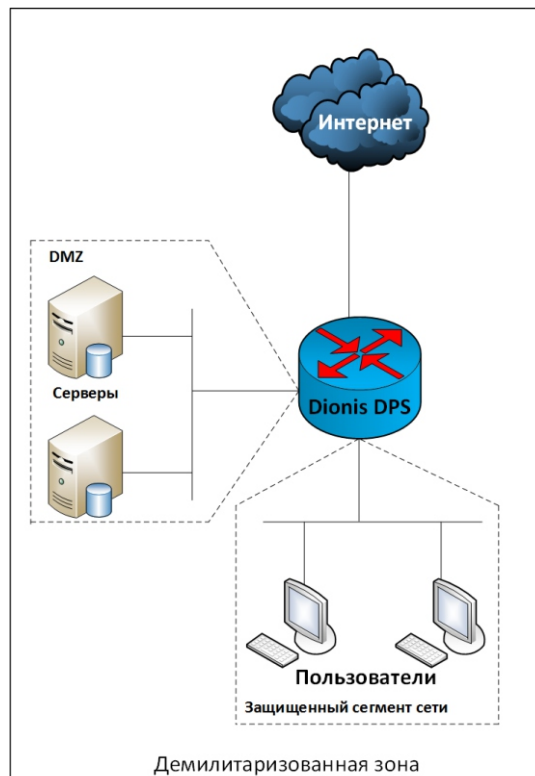 Интернет
DMZ
Серверы
Dionis DPS
Пользователи
Защищенный сегмент сети
Демилитаризованная зона